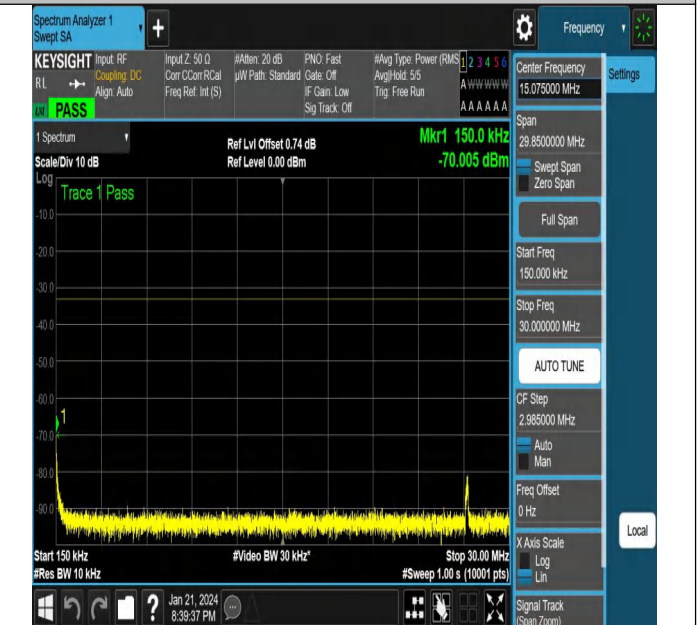 Spectrum Analyzer 1
Swept SA
+
Frequency
KEYSIGHT
RL
PASS
Input: RF
Coupling: DC
Align: Auto
Input Z: 50 Ω
Corr CCorr RCal
Freq Ref: Int (S)
#Atten: 20 dB
µW Path: Standard
PNO: Fast
Gate: Off
IF Gain: Low
Sig Track: Off
#Avg Type: Power (RMS
Avg|Hold: 5/5
Trig: Free Run
1 2 3 4 5 6
A W W W W W
A A A A A A
1 Spectrum
Scale/Div 10 dB
Ref Lvl Offset 0.74 dB
Ref Level 0.00 dBm
Mkr1 150.0 kHz
-70.005 dBm
Log
Trace 1 Pass
-10.0
-20.0
-30.0
-40.0
-50.0
-60.0
1
-70.0
-80.0
-90.0
Start 150 kHz
#Res BW 10 kHz
#Video BW 30 kHz*
Stop 30.00 MHz
#Sweep 1.00 s (10001 pts)
Jan 21, 2024
8:39:37 PM
?
Center Frequency
15.075000 MHz
Settings
Span
29.8500000 MHz
Swept Span
Zero Span
Full Span
Start Freq
150.000 kHz
Stop Freq
30.000000 MHz
AUTO TUNE
CF Step
2.985000 MHz
Auto
Man
Freq Offset
0 Hz
X Axis Scale
Log
Lin
Local
Signal Track
(Span Zoom)